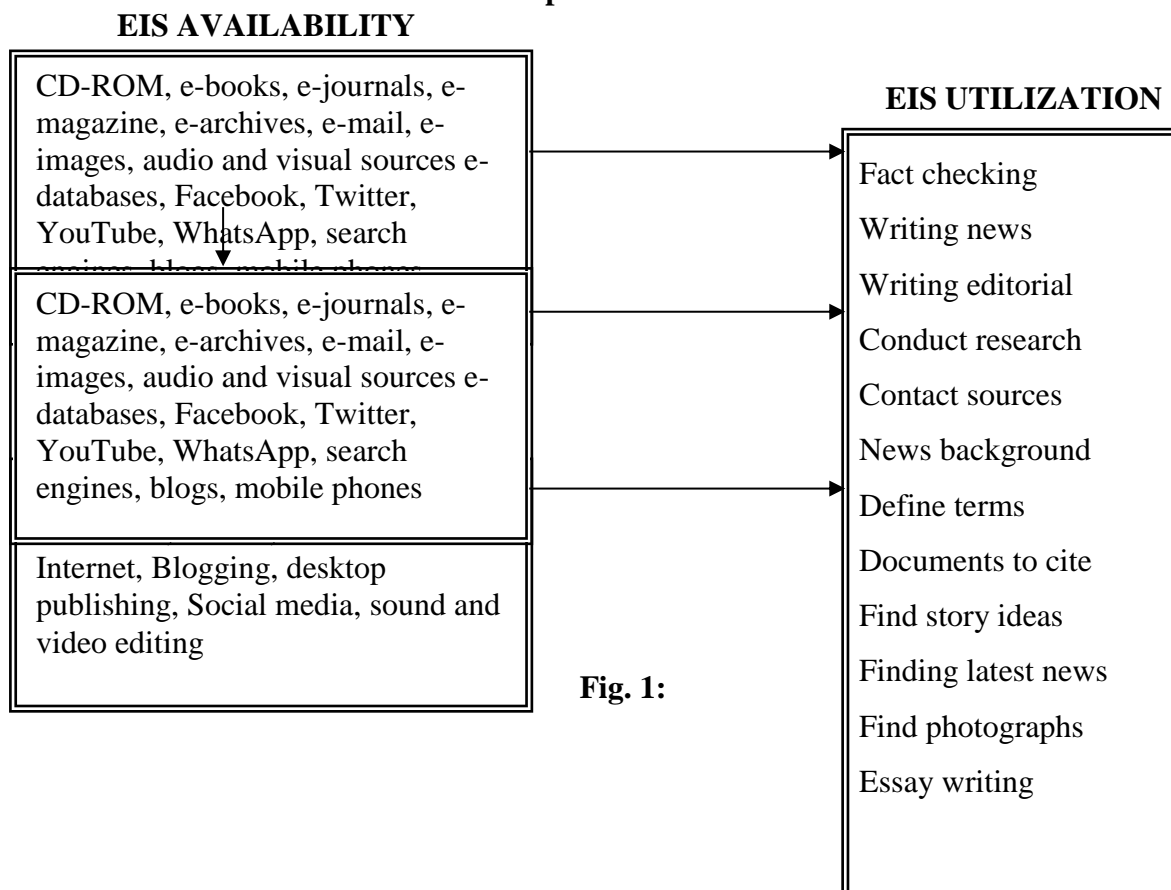 EIS AVAILABILITY
CD-ROM, e-books, e-journals, e-
magazine, e-archives, e-mail, e-
images, audio and visual sources e-
databases, Facebook, Twitter,
YouTube, WhatsApp, search
engines, blogs, mobile phones
CD-ROM, e-books, e-journals, e-
magazine, e-archives, e-mail, e-
images, audio and visual sources e-
databases, Facebook, Twitter,
YouTube, WhatsApp, search
engines, blogs, mobile phones
Internet, Blogging, desktop
publishing, Social media, sound and
video editing
Fig. 1:
EIS UTILIZATION
Fact checking
Writing news
Writing editorial
Conduct research
Contact sources
News background
Define terms
Documents to cite
Find story ideas
Finding latest news
Find photographs
Essay writing